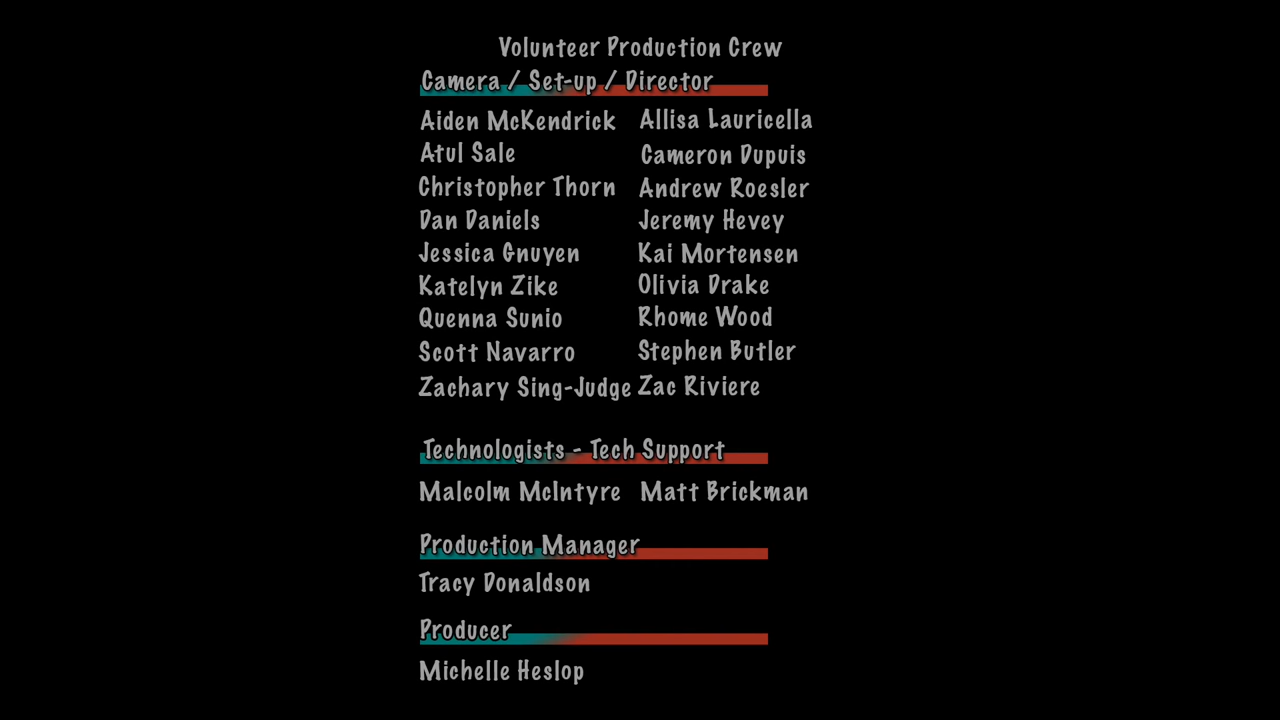 Volunteer Production Crew
Camera / Set-up / Director
Aiden McKendrick Allisa Lauricella
Atul Sale Cameron Dupuis
Christopher Thorn Andrew Roesler
Dan Daniels Jeremy Hevey
Jessica Gnuyen Kai Mortensen
Katelyn Zike Olivia Drake
Quenna Sunio Rhome Wood
Scott Navarro Stephen Butler
Zachary Sing-Judge Zac Riviere
Technologists - Tech Support
Malcolm McIntyre Matt Brickman
Production Manager
Tracy Donaldson
Producer
Michelle Heslop